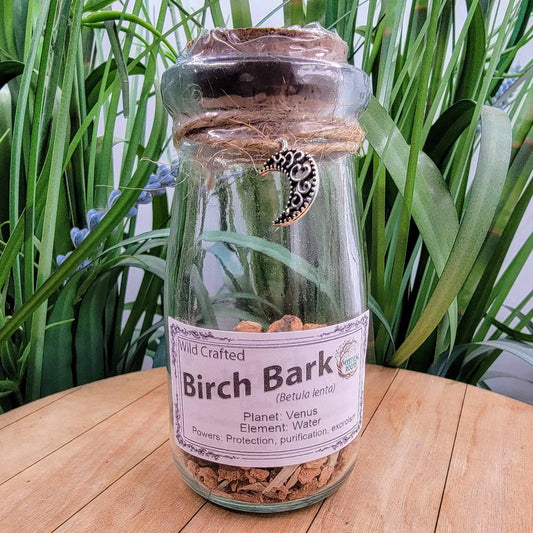 Wild Crafted
Birch Bark
(Betula lenta)
Planet: Venus
Element: Water
Powers: Protection, purification, exorcism